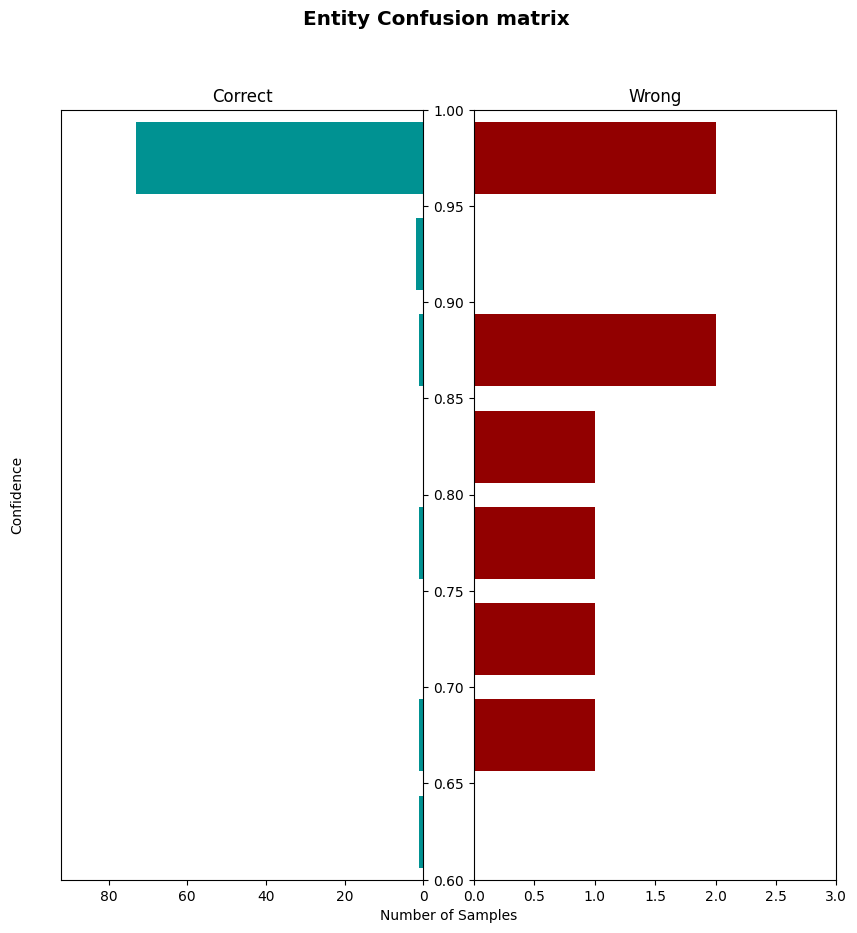 Entity Confusion matrix
Correct
Wrong
1.00
0.95
0.90
0.85
0.80
0.75
0.70
0.65
0.60
Confidence
80 60 40 20 0
0.0 0.5 1.0 1.5 2.0 2.5 3.0
Number of Samples